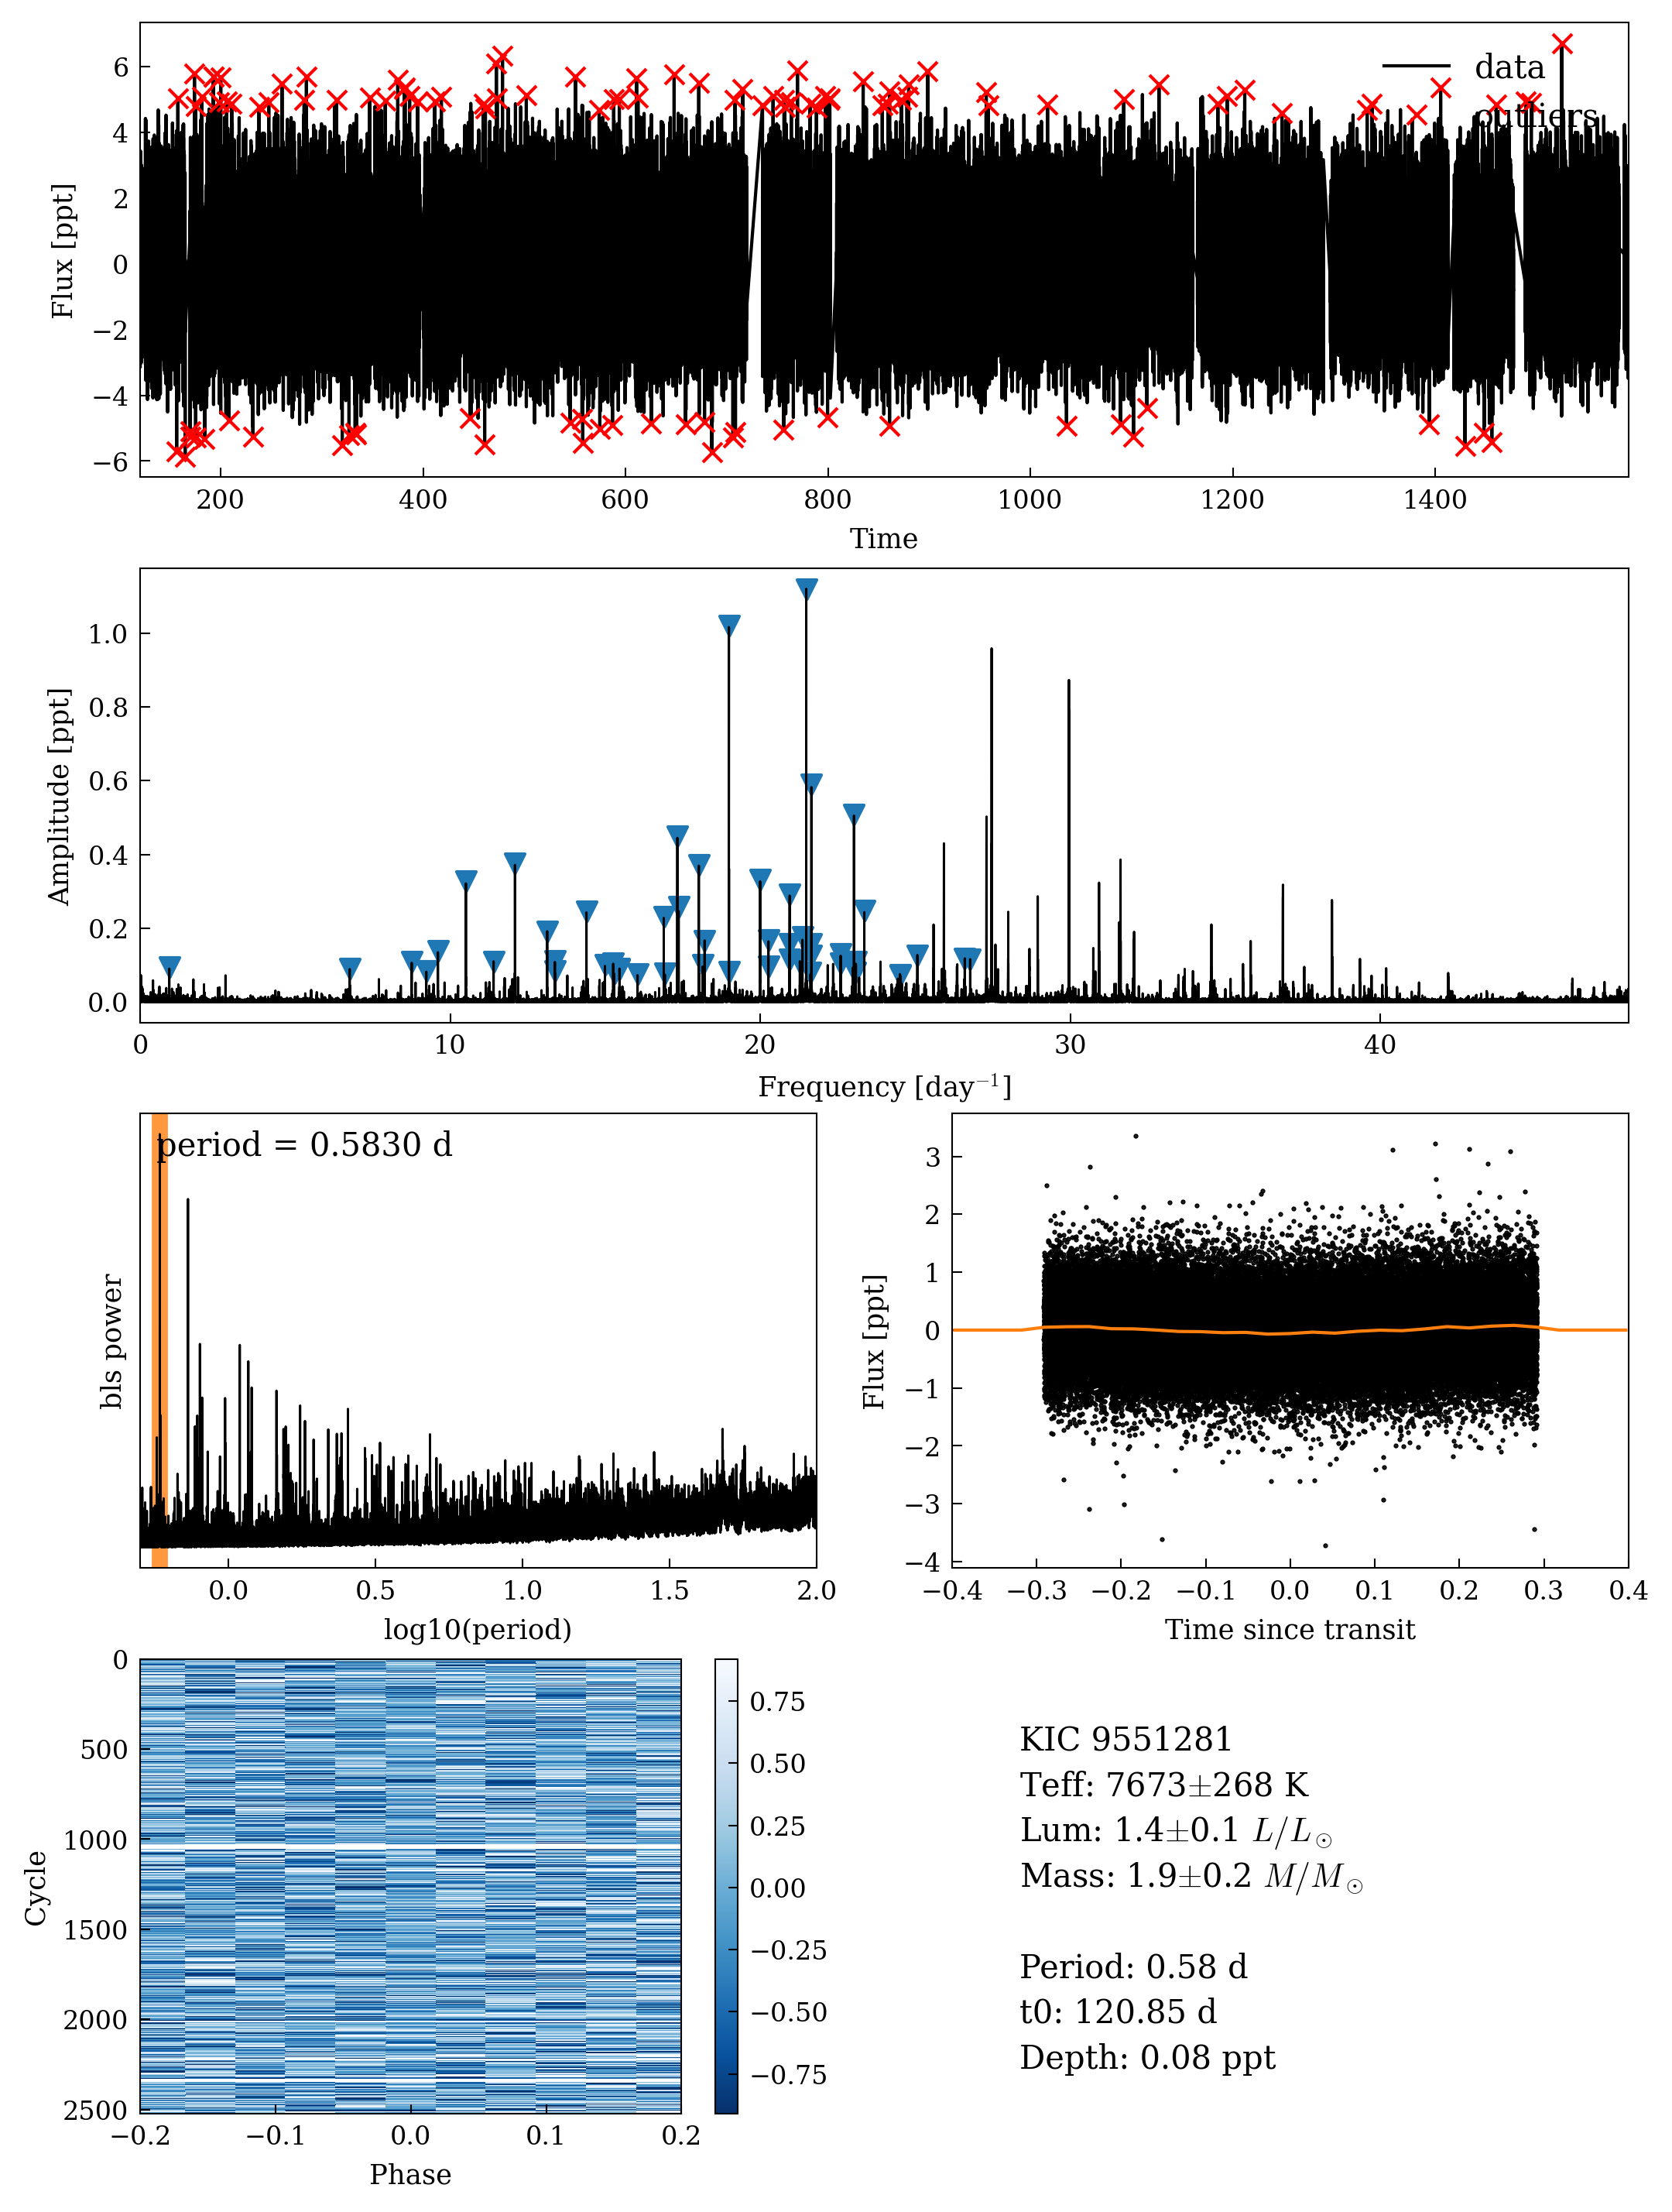 6
4
2
0
−2
−4
−6
Flux [ppt]
data
outliers
200 400 600 800 1000 1200 1400
Time
1.0
0.8
0.6
0.4
0.2
0.0
Amplitude [ppt]
0 10 20 30 40
Frequency [day⁻¹]
period = 0.5830 d
bls power
0.0 0.5 1.0 1.5 2.0
log10(period)
3
2
1
0
−1
−2
−3
−4
Flux [ppt]
−0.4 −0.3 −0.2 −0.1 0.0 0.1 0.2 0.3 0.4
Time since transit
0
500
1000
1500
2000
2500
Cycle
−0.2 −0.1 0.0 0.1 0.2
Phase
0.75
0.50
0.25
0.00
−0.25
−0.50
−0.75
KIC 9551281
Teff: 7673±268 K
Lum: 1.4±0.1 L/L⊙
Mass: 1.9±0.2 M/M⊙
Period: 0.58 d
t0: 120.85 d
Depth: 0.08 ppt